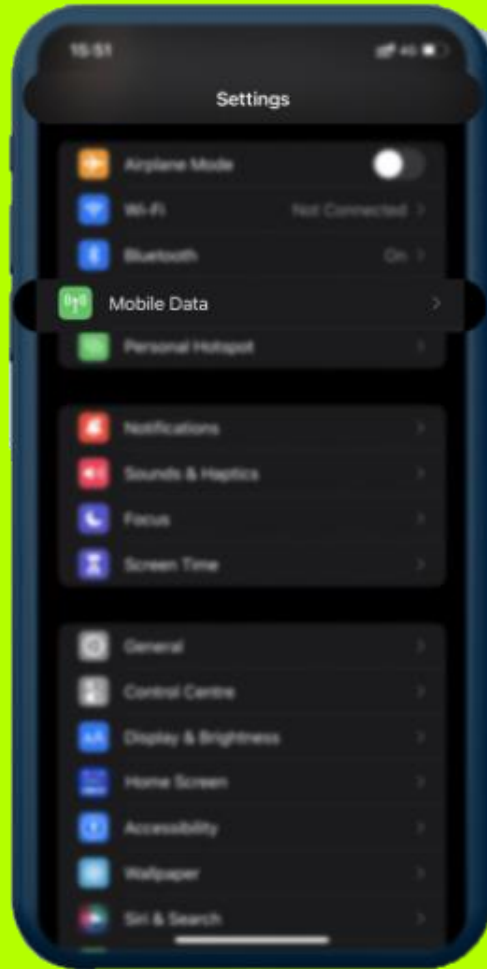 15:51
4G
Settings
Airplane Mode
Wi-Fi Not Connected
Bluetooth On
Mobile Data
Personal Hotspot
Notifications
Sounds & Haptics
Focus
Screen Time
General
Control Centre
Display & Brightness
Home Screen
Accessibility
Wallpaper
Siri & Search